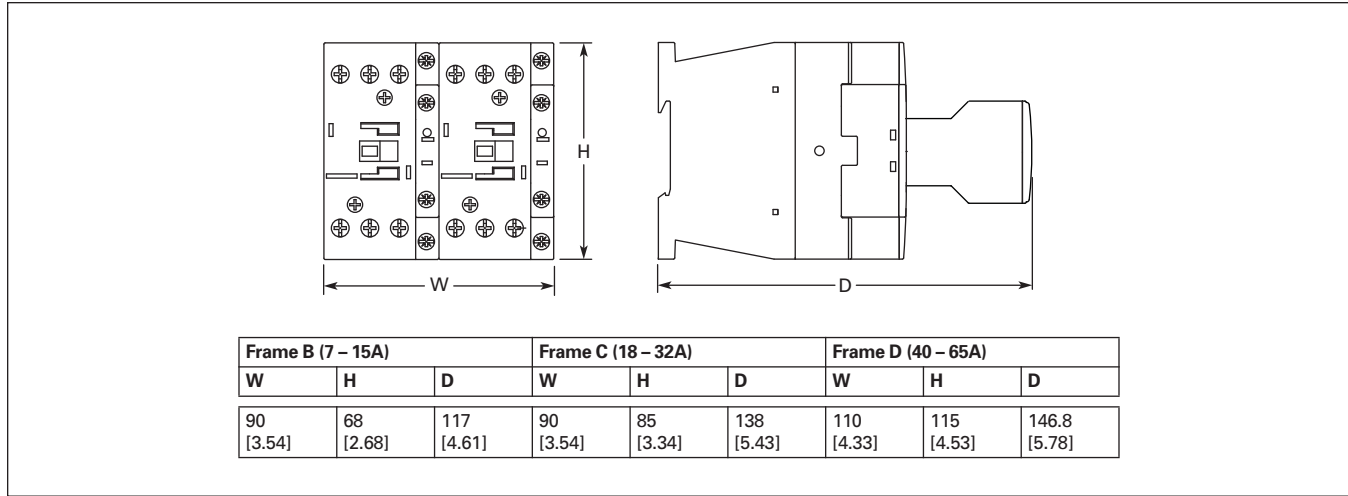 H
W
D
Frame B (7 – 15A) Frame C (18 – 32A) Frame D (40 – 65A)
W H D W H D W H D
90 68 117 90 85 138 110 115 146.8
[3.54] [2.68] [4.61] [3.54] [3.34] [5.43] [4.33] [4.53] [5.78]